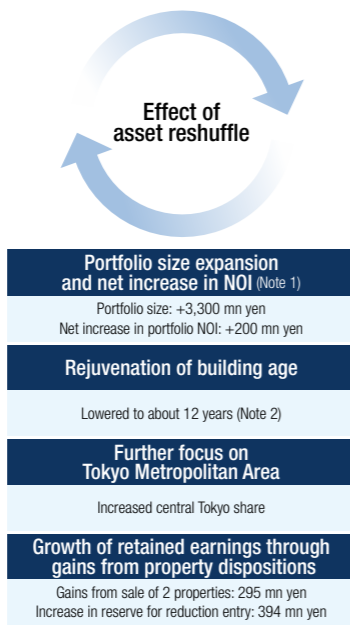 Effect of
asset reshuffle
Portfolio size expansion
and net increase in NOI (Note 1)
Portfolio size: +3,300 mn yen
Net increase in portfolio NOI: +200 mn yen
Rejuvenation of building age
Lowered to about 12 years (Note 2)
Further focus on
Tokyo Metropolitan Area
Increased central Tokyo share
Growth of retained earnings through
gains from property dispositions
Gains from sale of 2 properties: 295 mn yen
Increase in reserve for reduction entry: 394 mn yen